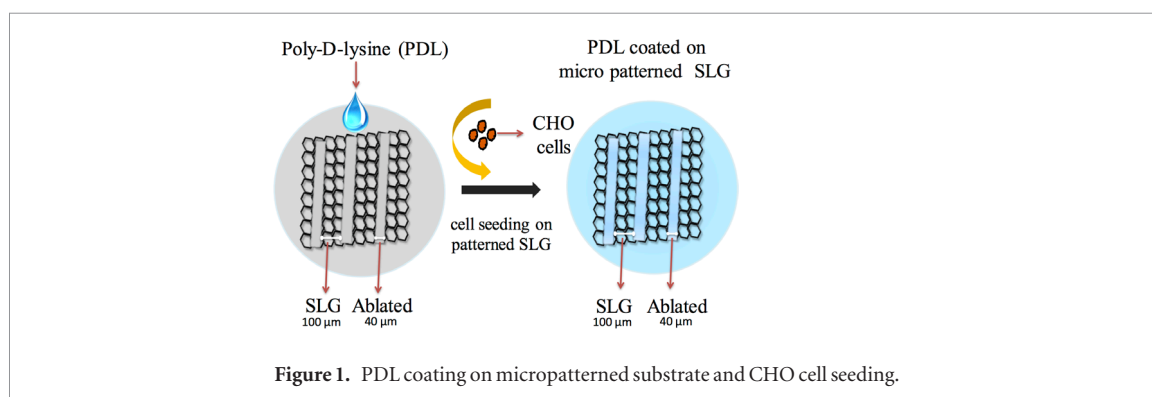 Poly-D-lysine (PDL)
PDL coated on
micro patterned SLG
CHO
cells
cell seeding on
patterned SLG
SLG
100 µm
Ablated
40 µm
SLG
100 µm
Ablated
40 µm
Figure 1. PDL coating on micropatterned substrate and CHO cell seeding.